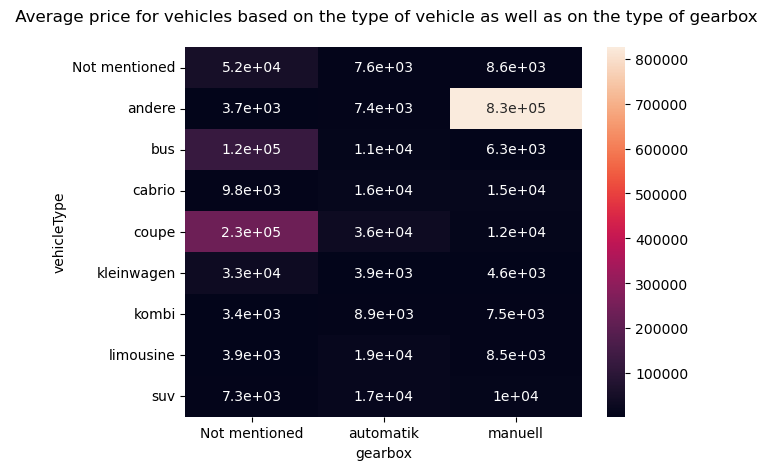 Average price for vehicles based on the type of vehicle as well as on the type of gearbox
Not mentioned 5.2e+04 7.6e+03 8.6e+03
andere 3.7e+03 7.4e+03 8.3e+05
bus 1.2e+05 1.1e+04 6.3e+03
cabrio 9.8e+03 1.6e+04 1.5e+04
coupe 2.3e+05 3.6e+04 1.2e+04
kleinwagen 3.3e+04 3.9e+03 4.6e+03
kombi 3.4e+03 8.9e+03 7.5e+03
limousine 3.9e+03 1.9e+04 8.5e+03
suv 7.3e+03 1.7e+04 1e+04
vehicleType
Not mentioned automatik manuell
gearbox
800000
700000
600000
500000
400000
300000
200000
100000